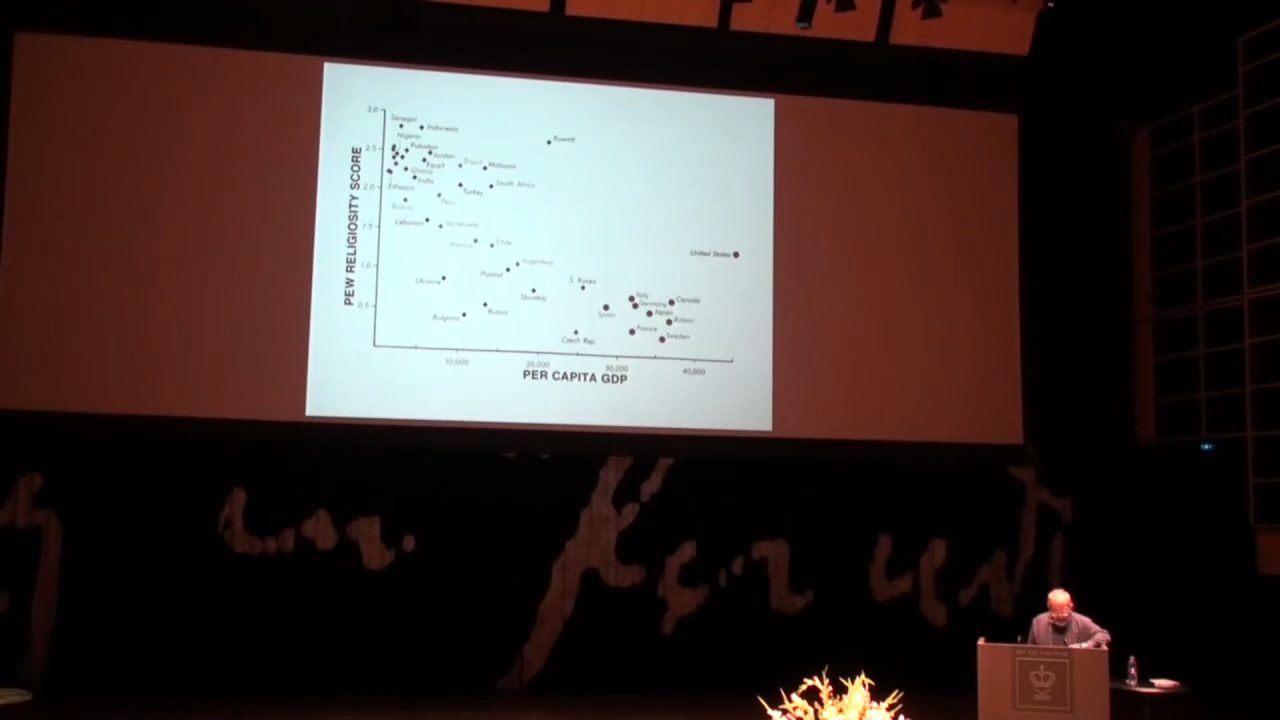 3.0
Senegal
Indonesia
Kuwait
Nigeria
2.5
Pakistan
Jordan
Egypt
Brazil
Malaysia
Ghana
India
2.0
Ethiopia
Turkey
South Africa
Peru
Bolivia
1.5
Lebanon
Venezuela
Mexico
Chile
United States
1.0
Argentina
Poland
Ukraine
S. Korea
Slovakia
0.5
Bulgaria
Russia
Italy
Germany
Canada
Spain
Japan
Britain
France
Sweden
Czech Rep.
10,000
20,000
30,000
40,000
PER CAPITA GDP
PEW RELIGIOSITY SCORE